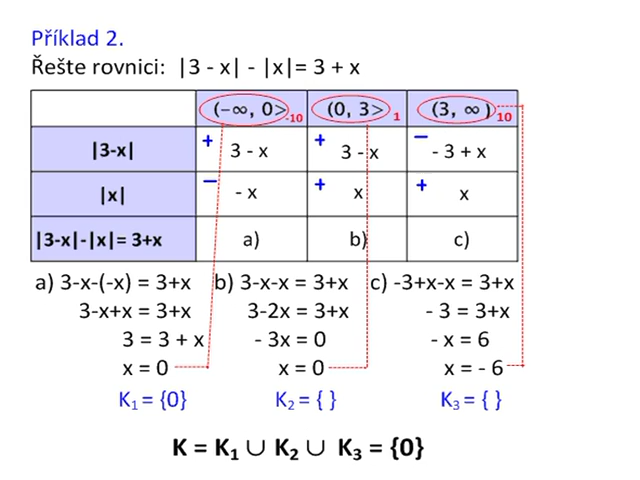 Příklad 2.
Řešte rovnici: |3 - x| - |x|= 3 + x
(-∞, 0> -10 (0, 3> 1 (3, ∞) 10
|3-x| + 3 - x + 3 - x − - 3 + x
|x| − - x + x + x
|3-x|-|x|= 3+x a) b) c)
a) 3-x-(-x) = 3+x b) 3-x-x = 3+x c) -3+x-x = 3+x
3-x+x = 3+x 3-2x = 3+x - 3 = 3+x
3 = 3 + x - 3x = 0 - x = 6
x = 0 x = 0 x = - 6
K₁ = {0} K₂ = { } K₃ = { }
K = K₁ ∪ K₂ ∪ K₃ = {0}